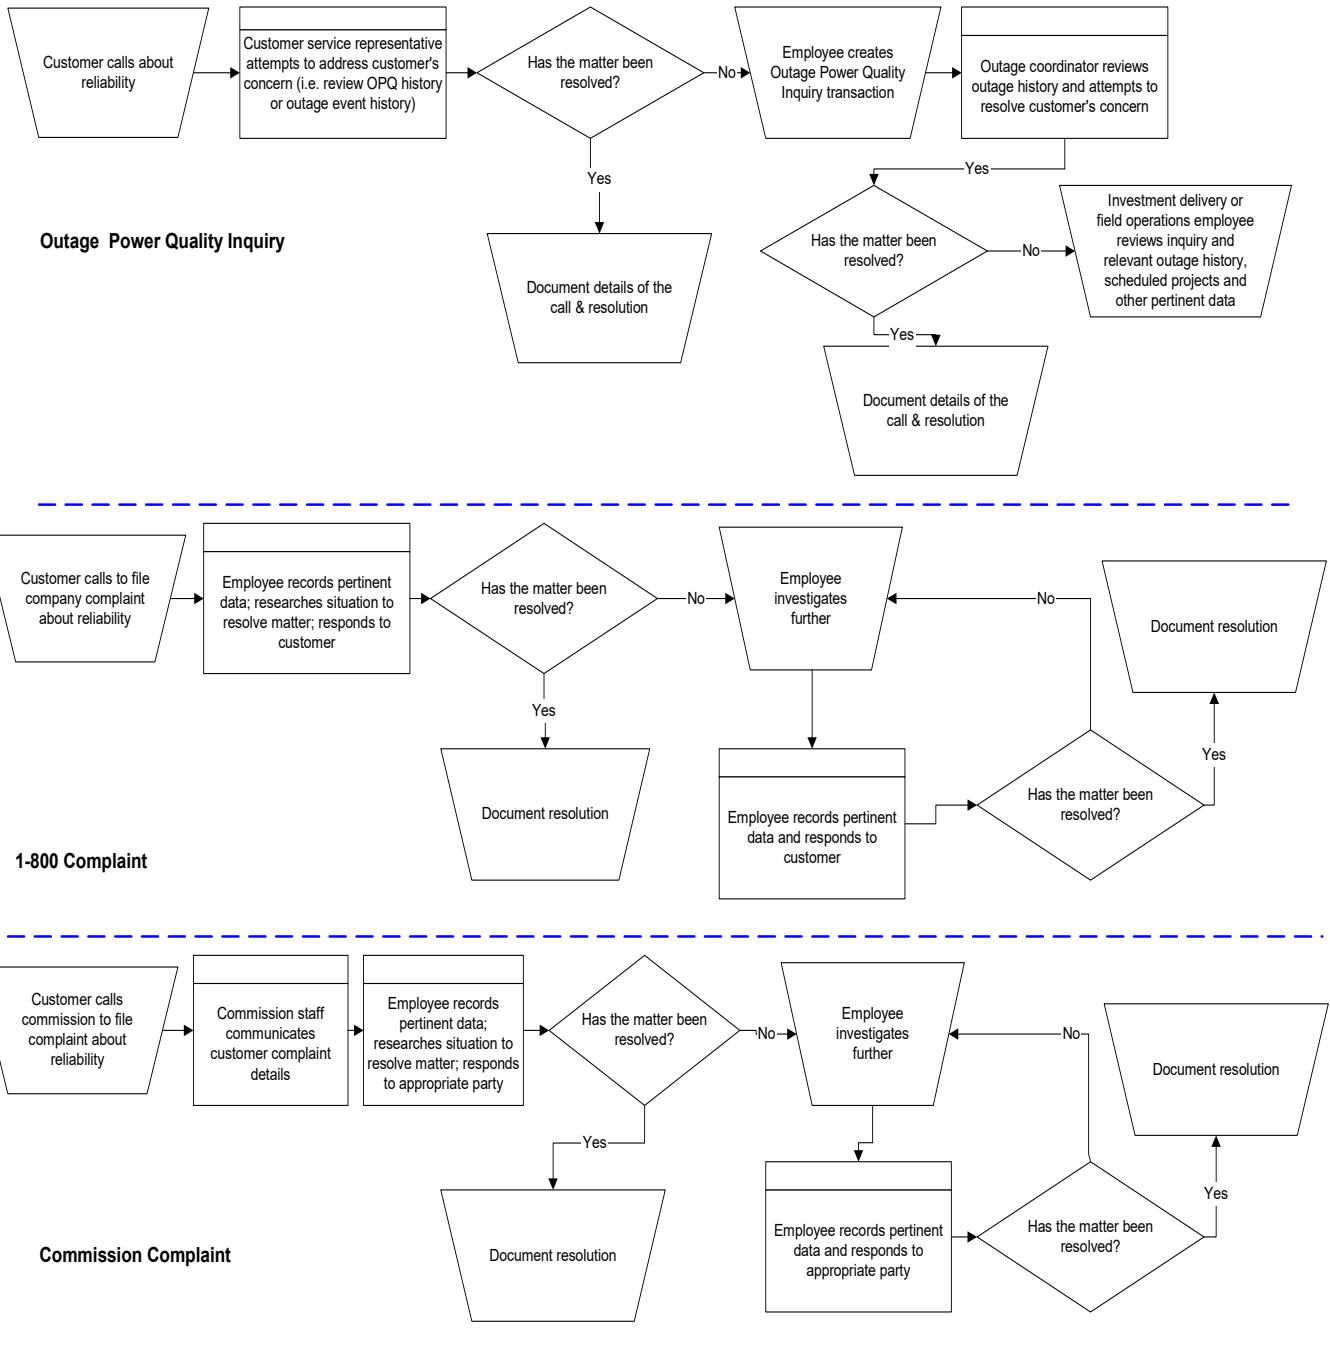 Customer calls about
reliability
Customer service representative
attempts to address customer's
concern (i.e. review OPQ history
or outage event history)
Has the matter been
resolved?
No
Employee creates
Outage Power Quality
Inquiry transaction
Outage coordinator reviews
outage history and attempts to
resolve customer's concern
Yes
Document details of the
call & resolution
Yes
Has the matter been
resolved?
No
Investment delivery or
field operations employee
reviews inquiry and
relevant outage history,
scheduled projects and
other pertinent data
Yes
Document details of the
call & resolution
Outage  Power Quality Inquiry
Customer calls to file
company complaint
about reliability
Employee records pertinent
data; researches situation to
resolve matter; responds to
customer
Has the matter been
resolved?
No
Employee
investigates
further
No
Document resolution
Yes
Document resolution
Employee records pertinent
data and responds to
customer
Has the matter been
resolved?
Yes
1-800 Complaint
Customer calls
commission to file
complaint about
reliability
Commission staff
communicates
customer complaint
details
Employee records
pertinent data;
researches situation to
resolve matter; responds
to appropriate party
Has the matter been
resolved?
No
Employee
investigates
further
No
Document resolution
Yes
Document resolution
Employee records pertinent
data and responds to
appropriate party
Has the matter been
resolved?
Yes
Commission Complaint